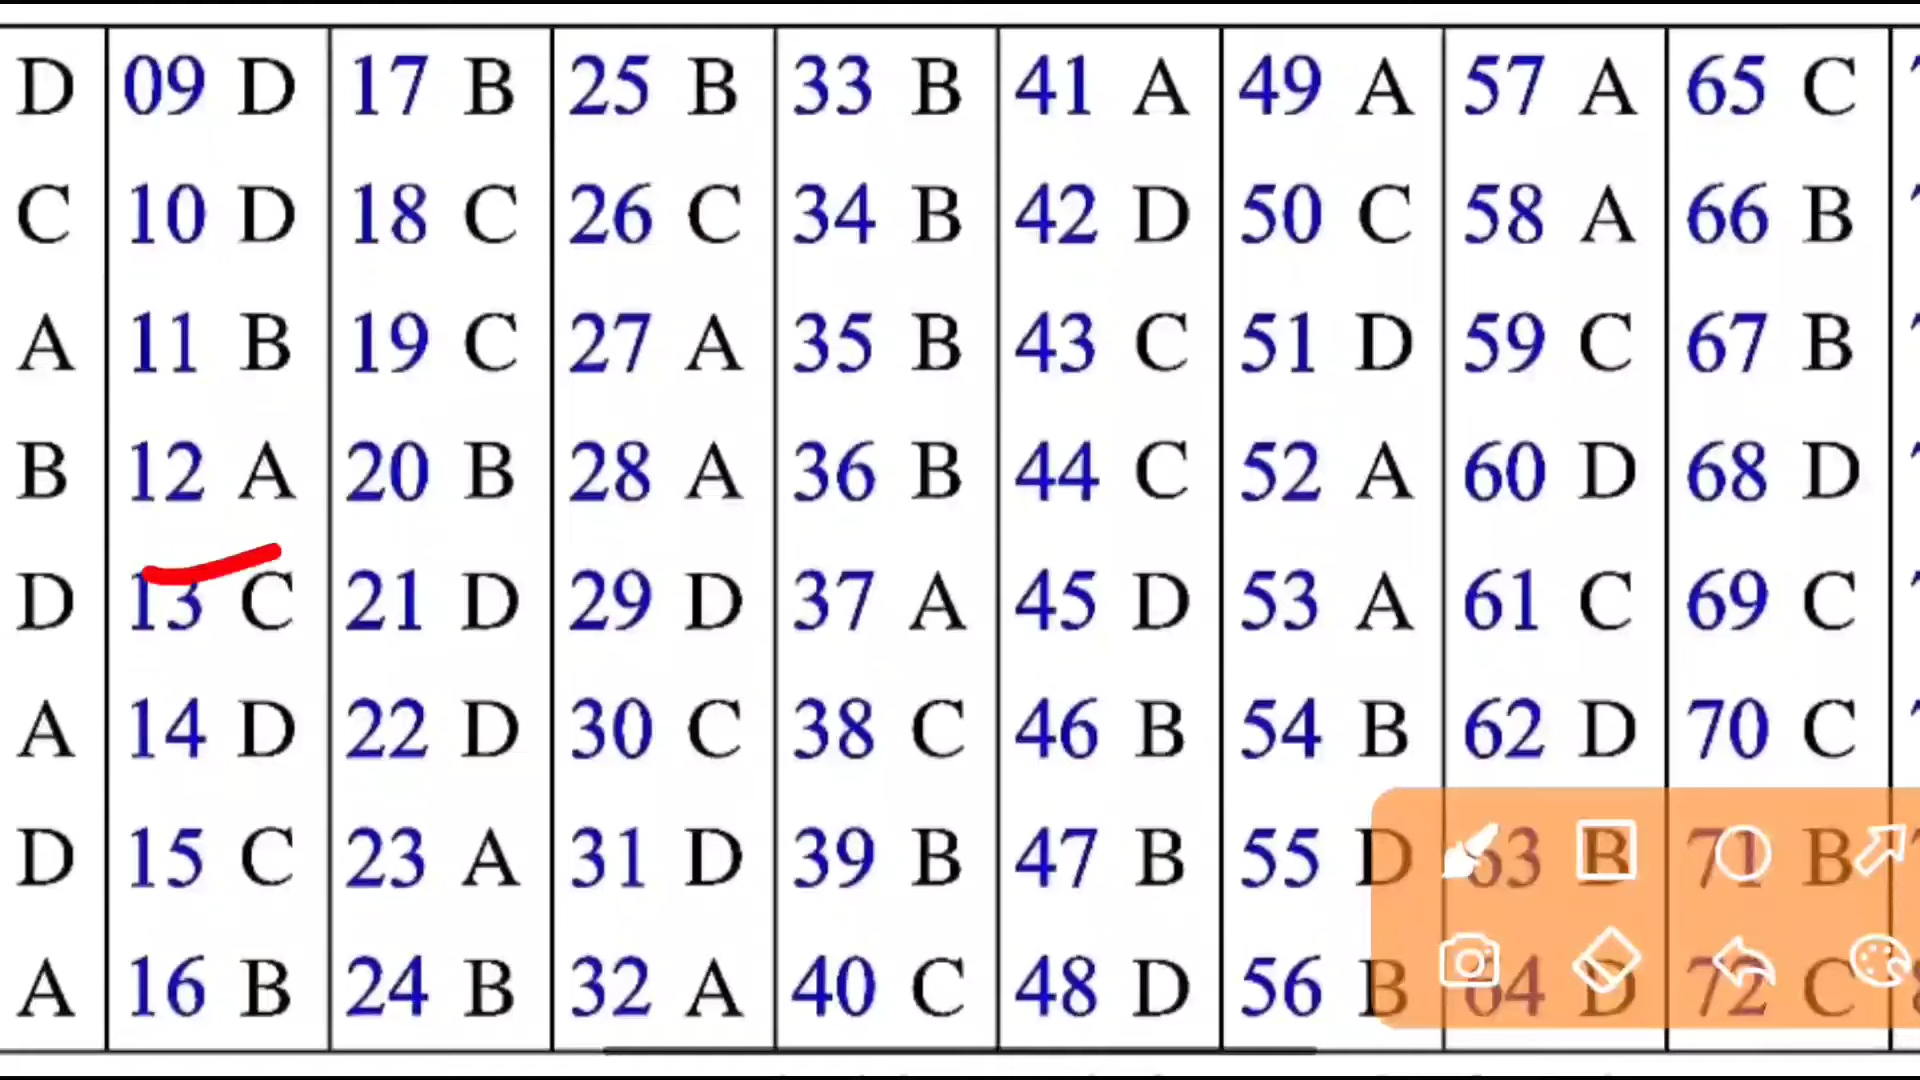 D 09 D 17 B 25 B 33 B 41 A 49 A 57 A 65 C
C 10 D 18 C 26 C 34 B 42 D 50 C 58 A 66 B
A 11 B 19 C 27 A 35 B 43 C 51 D 59 C 67 B
B 12 A 20 B 28 A 36 B 44 C 52 A 60 D 68 D
D 13 C 21 D 29 D 37 A 45 D 53 A 61 C 69 C
A 14 D 22 D 30 C 38 C 46 B 54 B 62 D 70 C
D 15 C 23 A 31 D 39 B 47 B 55 D 63 B 71 B
A 16 B 24 B 32 A 40 C 48 D 56 B 64 D 72 C